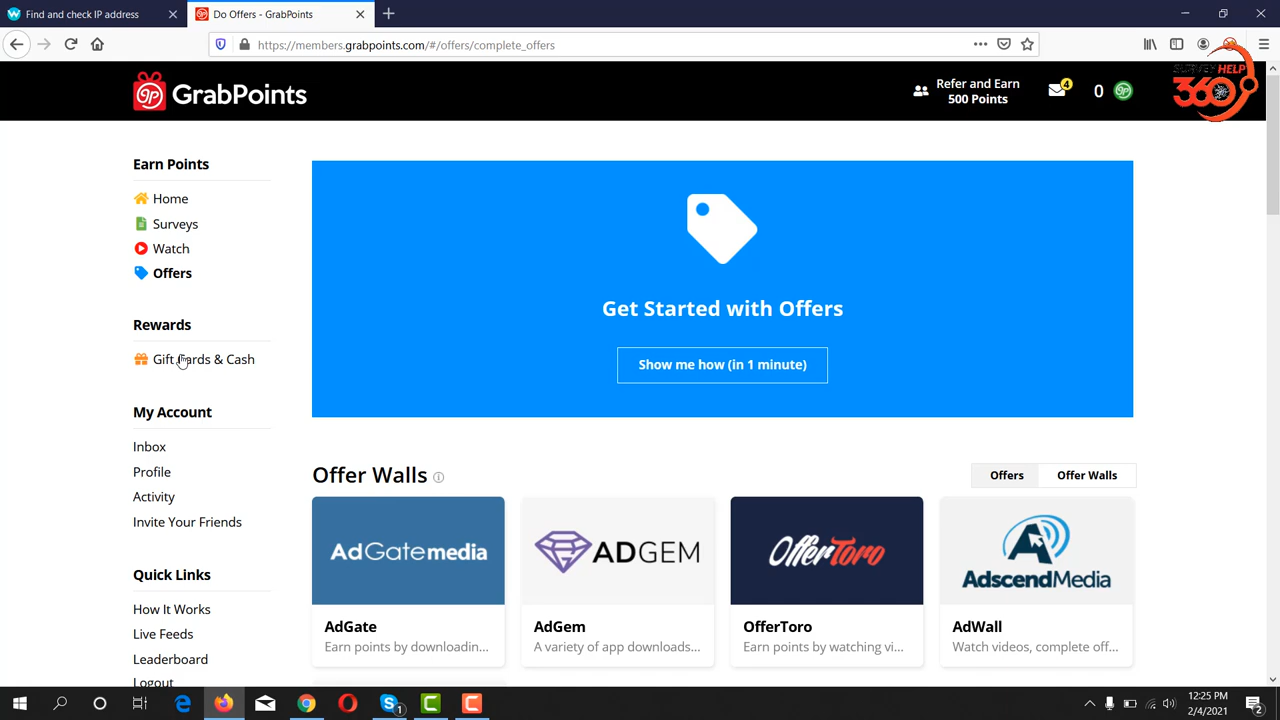 Find and check IP address
Do Offers - GrabPoints
https://members.grabpoints.com/#/offers/complete_offers
GrabPoints
Refer and Earn
500 Points
4
0
SURVEY HELP
360
Earn Points
Home
Surveys
Watch
Offers
Rewards
Gift Cards & Cash
My Account
Inbox
Profile
Activity
Invite Your Friends
Quick Links
How It Works
Live Feeds
Leaderboard
Logout
Get Started with Offers
Show me how (in 1 minute)
Offer Walls
Offers
Offer Walls
AdGatemedia
ADGEM
OfferToro
AdscendMedia
AdGate
Earn points by downloadin...
AdGem
A variety of app downloads...
OfferToro
Earn points by watching vi...
AdWall
Watch videos, complete off...
12:25 PM
2/4/2021